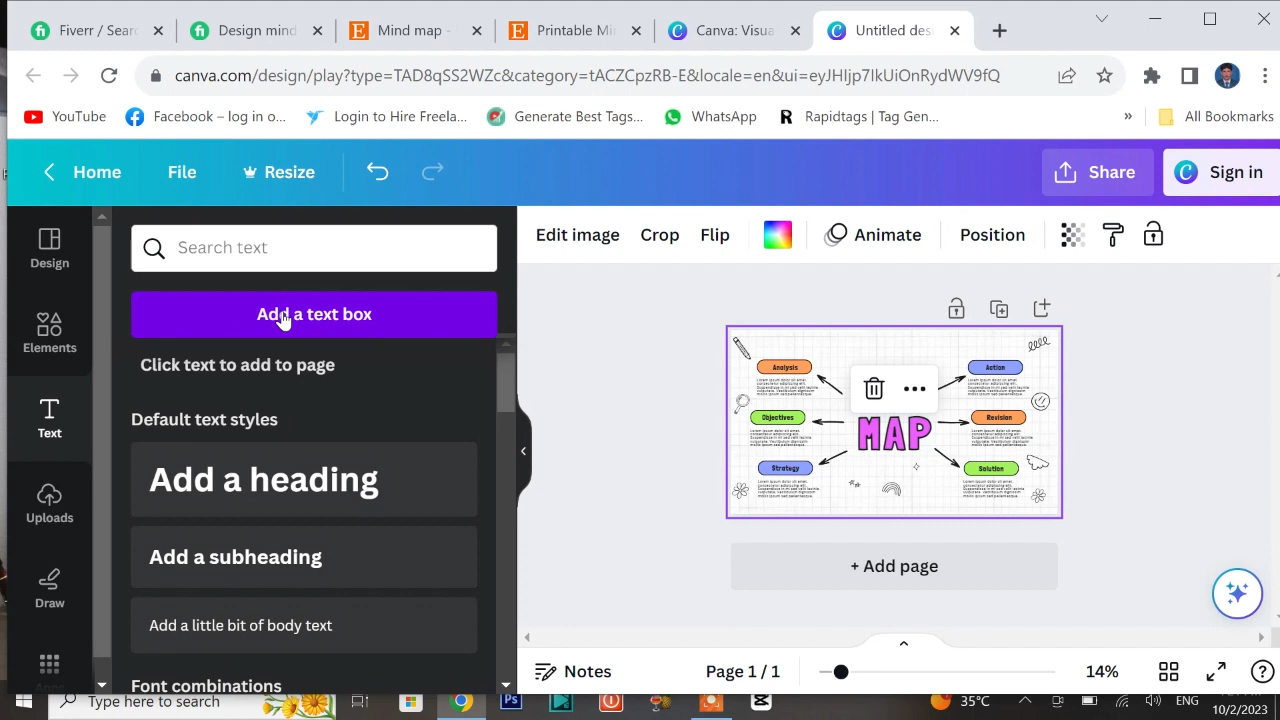 Fiverr / Sear
Design mind
Mind map -
Printable Mi
Canva: Visua
Untitled des
canva.com/design/play?type=TAD8qSS2WZc&category=tACZCpzRB-E&locale=en&ui=eyJHIjp7IkUiOnRydWV9fQ
YouTube
Facebook – log in o...
Login to Hire Freela...
Generate Best Tags...
WhatsApp
R Rapidtags | Tag Gen...
»
All Bookmarks
Home
File
Resize
Share
Sign in
Design
Elements
Text
Uploads
Draw
Search text
Add a text box
Click text to add to page
Default text styles
Add a heading
Add a subheading
Add a little bit of body text
Font combinations
Edit image
Crop
Flip
Animate
Position
Analysis
Objectives
Strategy
MAP
Action
Revision
Solution
+ Add page
Notes
Page 1 / 1
14%
Type here to search
35°C
ENG
10/2/2023